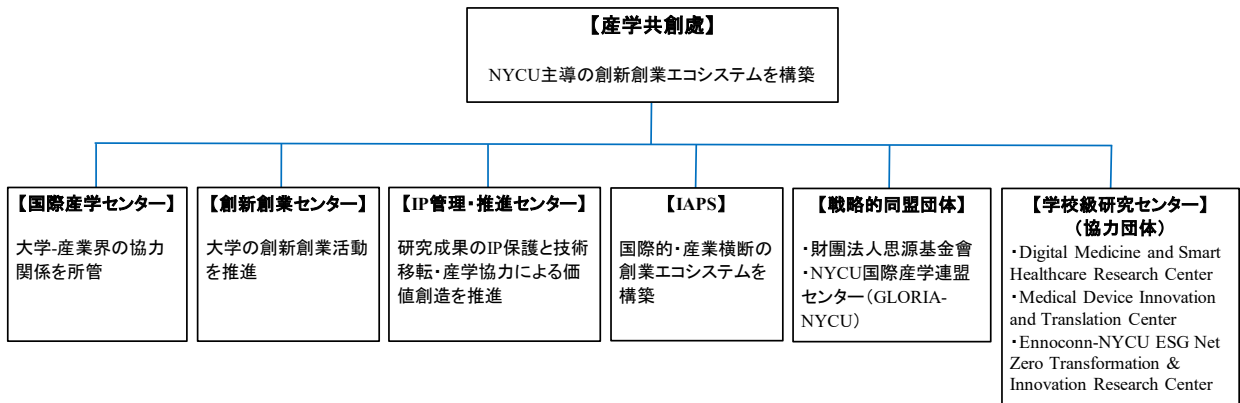 【産学共創處】
NYCU主導の創新創業エコシステムを構築
【国際産学センター】
大学-産業界の協力
関係を所管
【創新創業センター】
大学の創新創業活動
を推進
【IP管理・推進センター】
研究成果のIP保護と技術
移転・産学協力による価
値創造を推進
【IAPS】
国際的・産業横断の
創業エコシステムを
構築
【戦略的同盟団体】
・財團法人思源基金會
・NYCU国際産学連盟
センター（GLORIA-
NYCU）
【学校級研究センター】
（協力団体）
・Digital Medicine and Smart
Healthcare Research Center
・Medical Device Innovation
and Translation Center
・Ennoconn-NYCU ESG Net
Zero Transformation &
Innovation Research Center